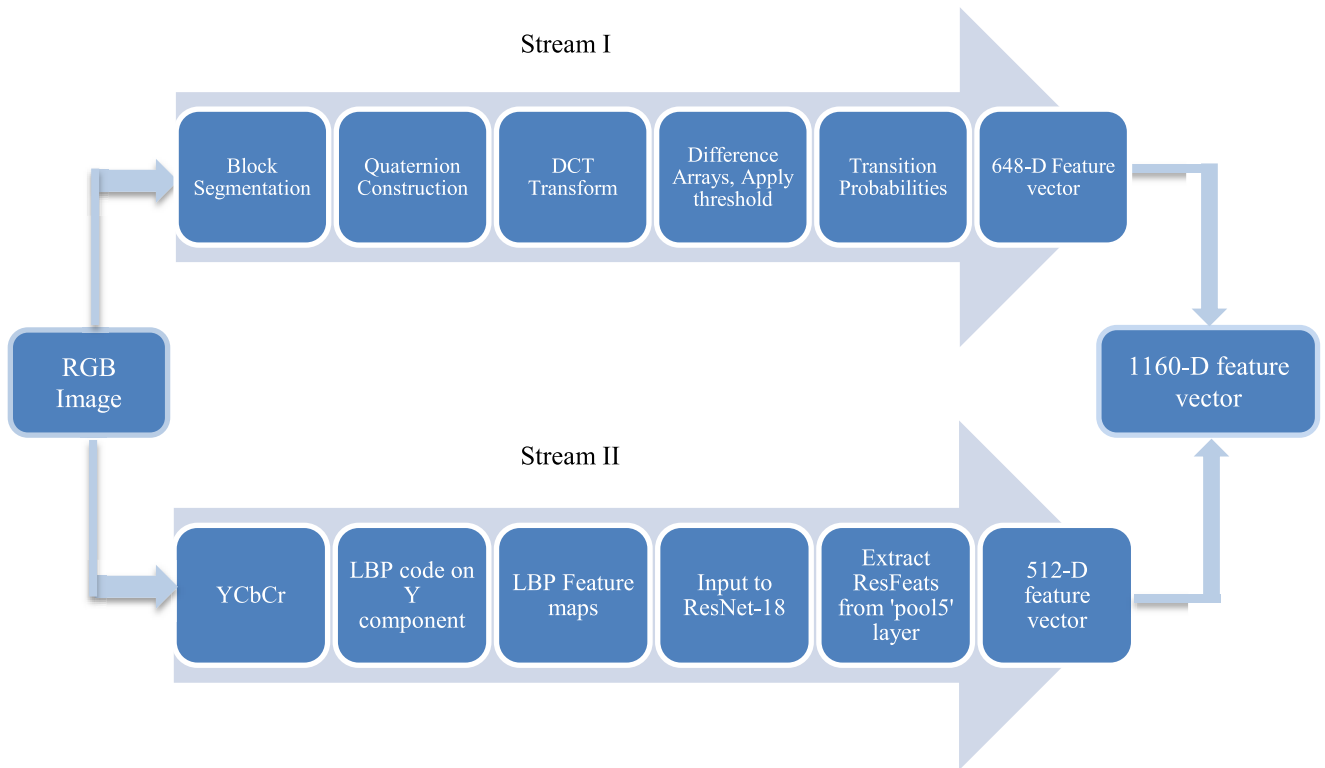 Stream I
Block
Segmentation
Quaternion
Construction
DCT
Transform
Difference
Arrays, Apply
threshold
Transition
Probabilities
648-D Feature
vector
RGB
Image
1160-D feature
vector
Stream II
YCbCr
LBP code on
Y
component
LBP Feature
maps
Input to
ResNet-18
Extract
ResFeats
from 'pool5'
layer
512-D
feature
vector